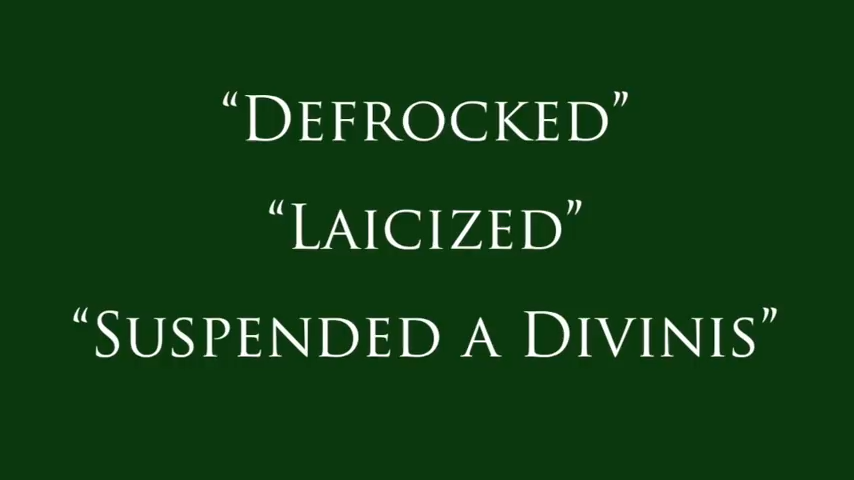 “Defrocked”
“Laicized”
“Suspended a Divinis”